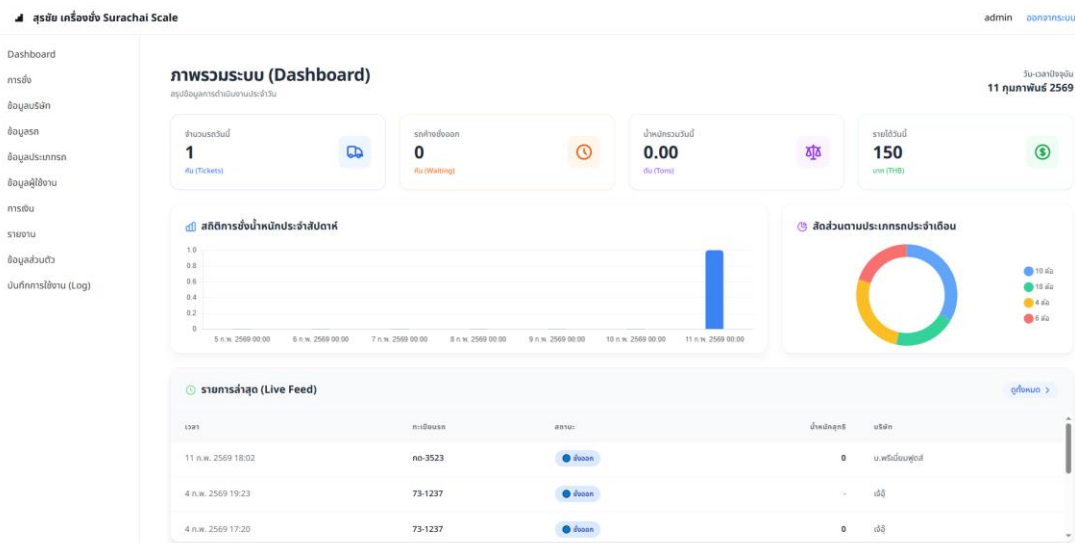 สุรชัย เครื่องชั่ง Surachai Scale
admin ออกจากระบบ
Dashboard
การชั่ง
ข้อมูลบริษัท
ข้อมูลรถ
ข้อมูลประเภทรถ
ข้อมูลผู้ใช้งาน
การเงิน
รายงาน
ข้อมูลส่วนตัว
บันทึกการใช้งาน (Log)
ภาพรวมระบบ (Dashboard)
สรุปข้อมูลการดำเนินงานประจำวัน
วัน-เวลาปัจจุบัน
11 กุมภาพันธ์ 2569
จำนวนรถวันนี้
1
คัน (Tickets)
รถค้างชั่งออก
0
คัน (Waiting)
น้ำหนักรวมวันนี้
0.00
ตัน (Tons)
รายได้วันนี้
150
บาท (THB)
สถิติการชั่งน้ำหนักประจำสัปดาห์
1.0
0.8
0.6
0.4
0.2
0
5 ก.พ. 2569 00:00 6 ก.พ. 2569 00:00 7 ก.พ. 2569 00:00 8 ก.พ. 2569 00:00 9 ก.พ. 2569 00:00 10 ก.พ. 2569 00:00 11 ก.พ. 2569 00:00
สัดส่วนตามประเภทรถประจำเดือน
10 ล้อ
18 ล้อ
4 ล้อ
6 ล้อ
รายการล่าสุด (Live Feed)
ดูทั้งหมด >
เวลา ทะเบียนรถ สถานะ น้ำหนักสุทธิ บริษัท
11 ก.พ. 2569 18:02 กด-3523 ชั่งออก 0 บ.พรีเมี่ยมฟูดส์
4 ก.พ. 2569 19:23 73-1237 ชั่งออก - เจ๊อู๊
4 ก.พ. 2569 17:20 73-1237 ชั่งออก 0 เจ๊อู๊